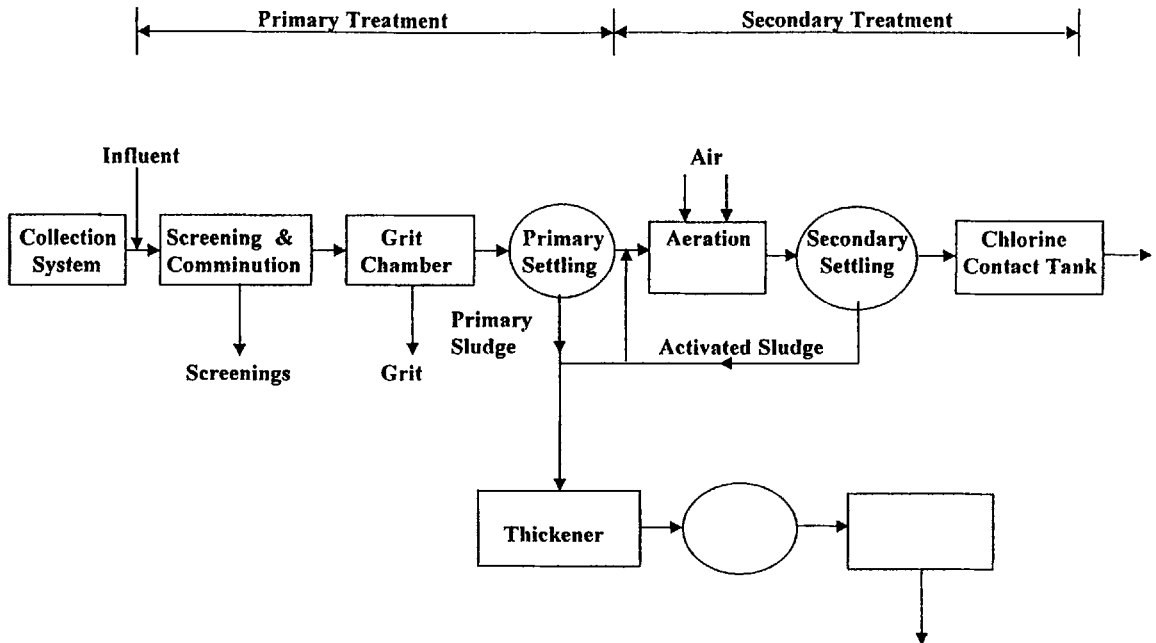 Primary Treatment
Secondary Treatment
Influent
Air
Collection
System
Screening &
Comminution
Grit
Chamber
Primary
Settling
Aeration
Secondary
Settling
Chlorine
Contact Tank
Primary
Sludge
Activated Sludge
Screenings
Grit
Thickener